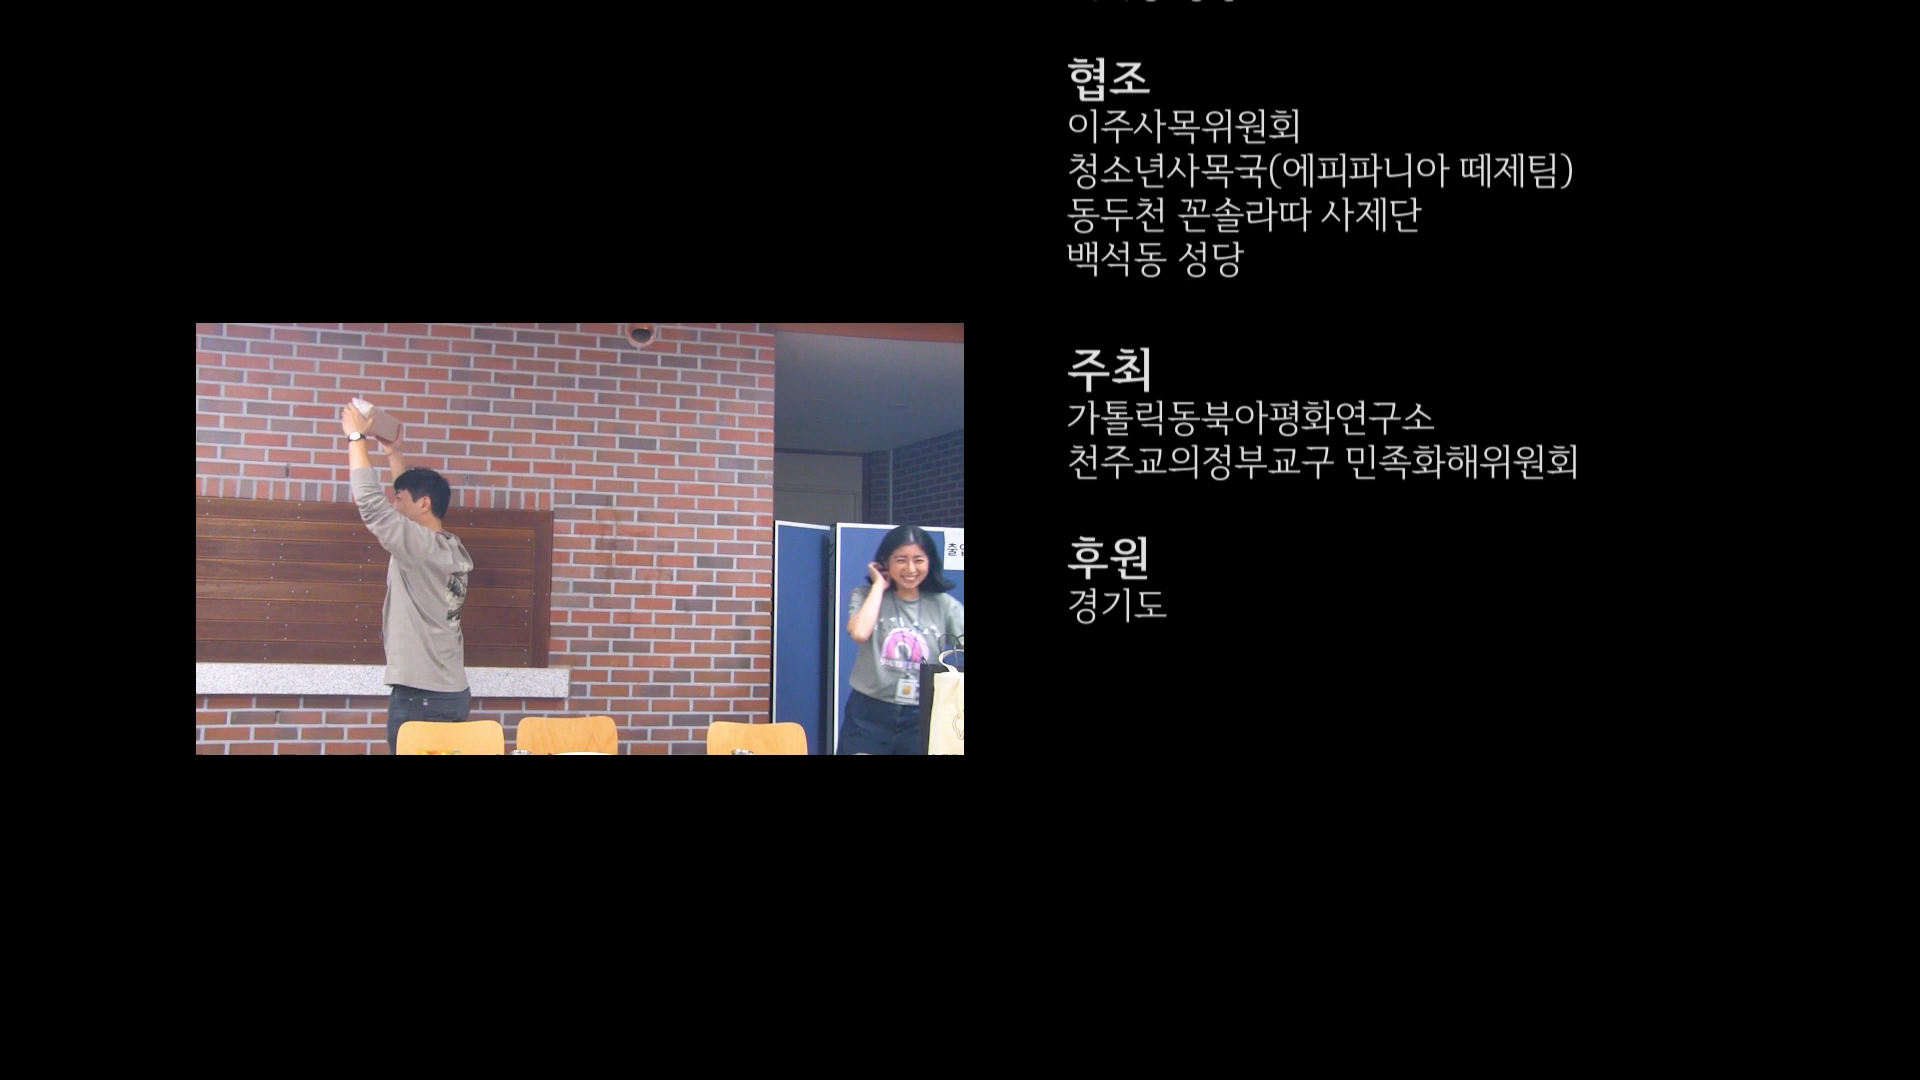 협조
이주사목위원회
청소년사목국(에피파니아 떼제팀)
동두천 꼰솔라따 사제단
백석동 성당
주최
가톨릭동북아평화연구소
천주교의정부교구 민족화해위원회
후원
경기도